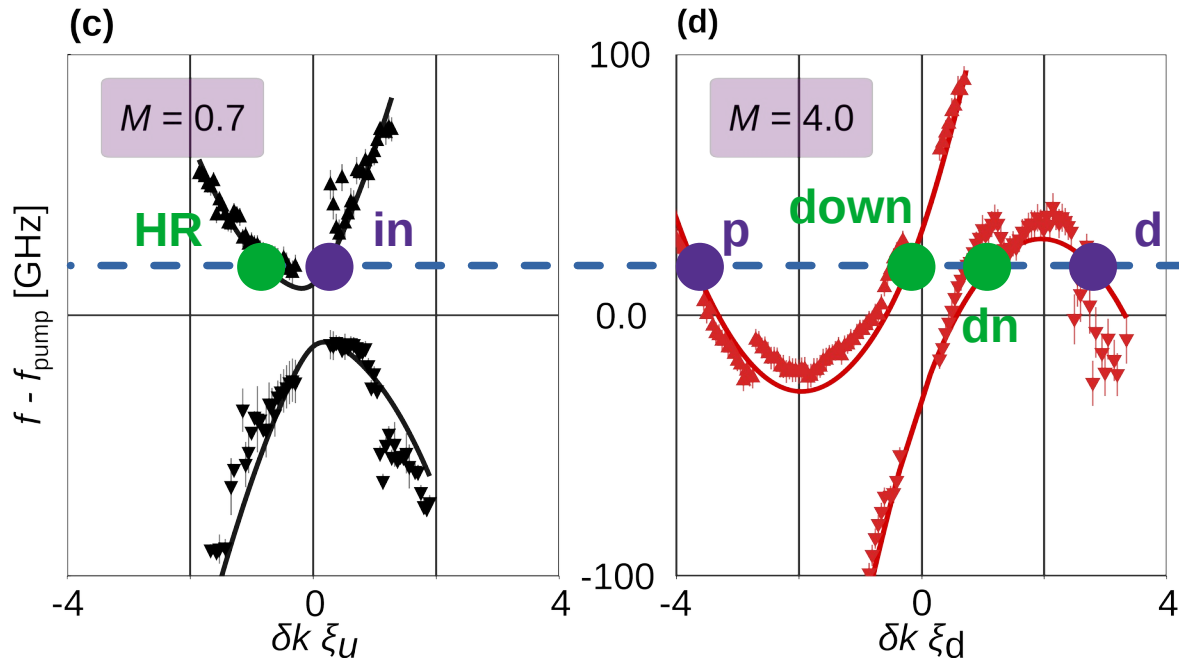 (c)
(d)
M = 0.7
M = 4.0
HR
in
down
p
d
dn
f - fpump [GHz]
100
0.0
-100
-4
0
4
-4
0
4
δk ξu
δk ξd